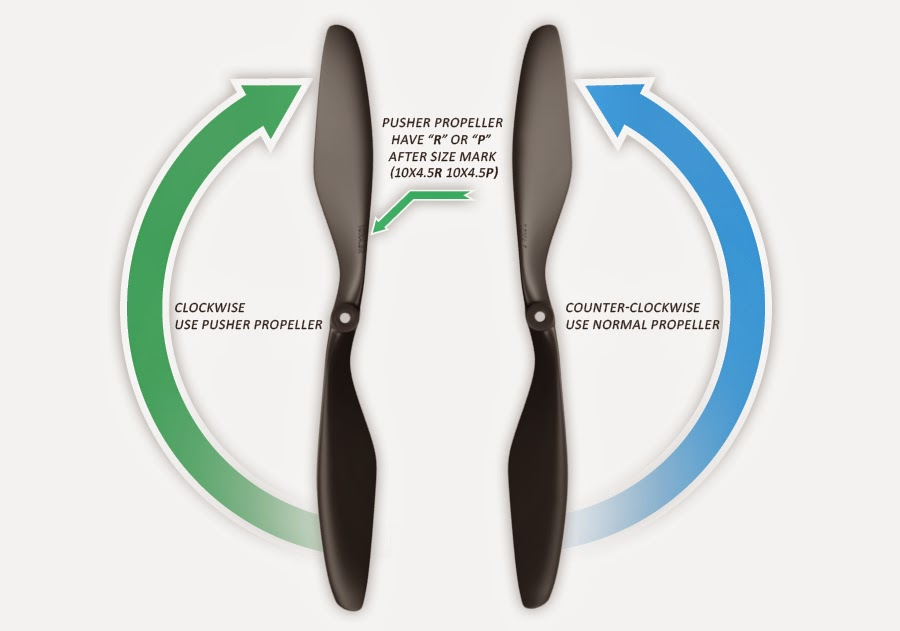 PUSHER PROPELLER
HAVE “R” OR “P”
AFTER SIZE MARK
(10X4.5R 10X4.5P)
CLOCKWISE
USE PUSHER PROPELLER
COUNTER-CLOCKWISE
USE NORMAL PROPELLER